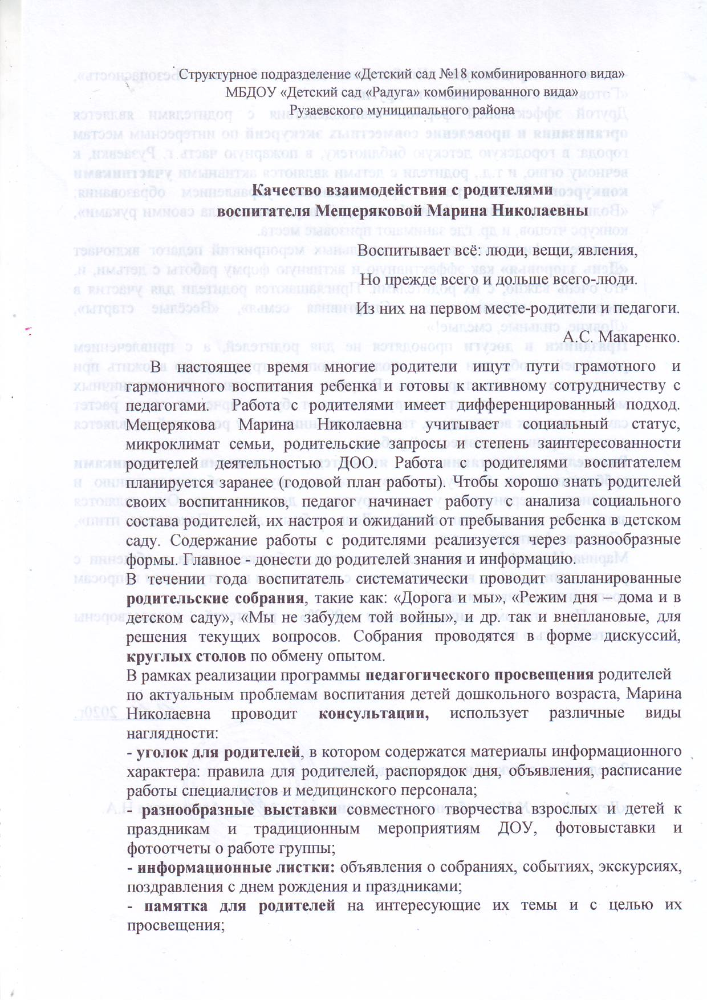 Структурное подразделение «Детский сад №18 комбинированного вида»
МБДОУ «Детский сад «Радуга» комбинированного вида»
Рузаевского муниципального района
Качество взаимодействия с родителями
воспитателя Мещеряковой Марина Николаевны
Воспитывает всё: люди, вещи, явления,
Но прежде всего и дольше всего-люди.
Из них на первом месте-родители и педагоги.
А.С. Макаренко.
В настоящее время многие родители ищут пути грамотного и
гармоничного воспитания ребенка и готовы к активному сотрудничеству с
педагогами. Работа с родителями имеет дифференцированный подход.
Мещерякова Марина Николаевна учитывает социальный статус,
микроклимат семьи, родительские запросы и степень заинтересованности
родителей деятельностью ДОО. Работа с родителями воспитателем
планируется заранее (годовой план работы). Чтобы хорошо знать родителей
своих воспитанников, педагог начинает работу с анализа социального
состава родителей, их настроя и ожиданий от пребывания ребенка в детском
саду. Содержание работы с родителями реализуется через разнообразные
формы. Главное - донести до родителей знания и информацию.
В течении года воспитатель систематически проводит запланированные
родительские собрания, такие как: «Дорога и мы», «Режим дня – дома и в
детском саду», «Мы не забудем той войны», и др. так и внеплановые, для
решения текущих вопросов. Собрания проводятся в форме дискуссий,
круглых столов по обмену опытом.
В рамках реализации программы педагогического просвещения родителей
по актуальным проблемам воспитания детей дошкольного возраста, Марина
Николаевна проводит консультации, использует различные виды
наглядности:
- уголок для родителей, в котором содержатся материалы информационного
характера: правила для родителей, распорядок дня, объявления, расписание
работы специалистов и медицинского персонала;
- разнообразные выставки совместного творчества взрослых и детей к
праздникам и традиционным мероприятиям ДОУ, фотовыставки и
фотоотчеты о работе группы;
- информационные листки: объявления о собраниях, событиях, экскурсиях,
поздравления с днем рождения и праздниками;
- памятка для родителей на интересующие их темы и с целью их
просвещения;